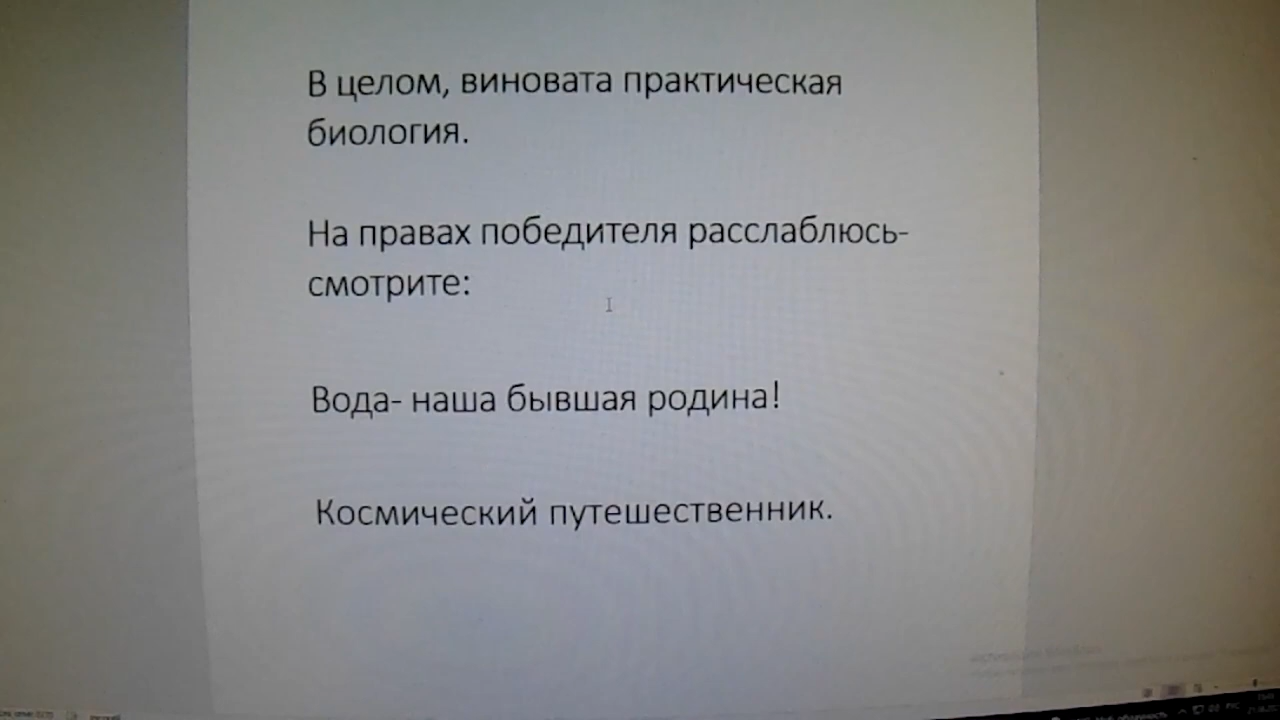 В целом, виновата практическая
биология.
На правах победителя расслаблюсь-
смотрите:
Вода- наша бывшая родина!
Космический путешественник.